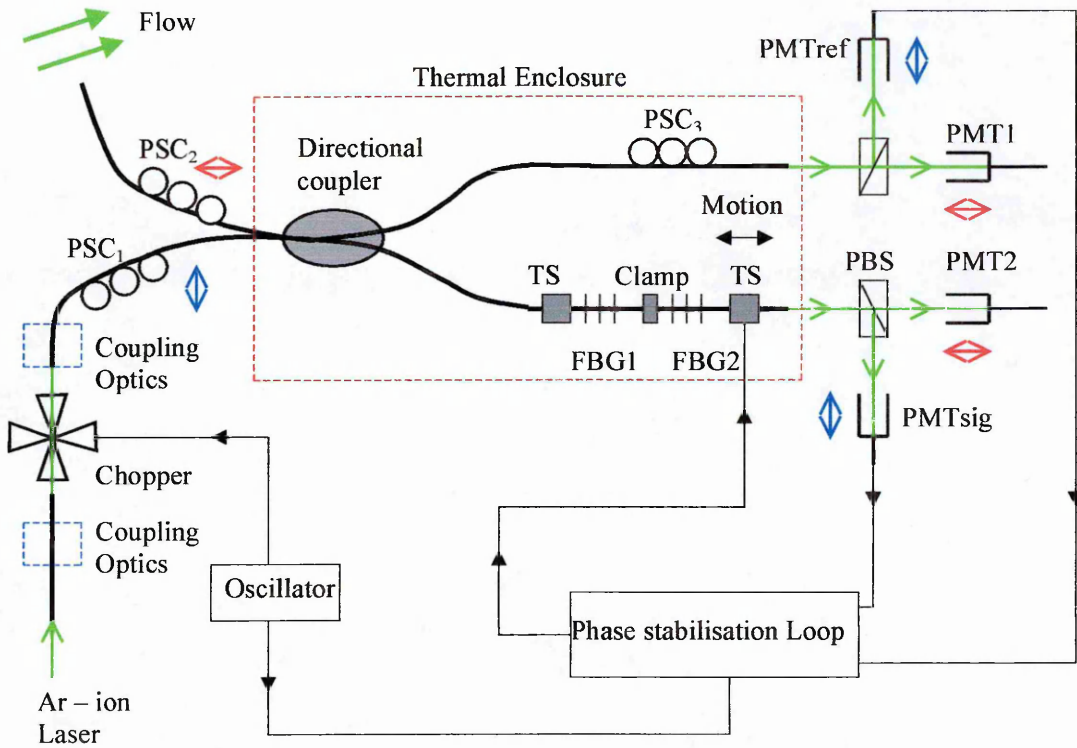 Flow
PMTref
Thermal Enclosure
PSC3
PMT1
PSC2
Directional
coupler
Motion
PSC1
TS
Clamp
TS
PBS
PMT2
FBG1
FBG2
Coupling
Optics
PMTsig
Chopper
Coupling
Optics
Oscillator
Phase stabilisation Loop
Ar – ion
Laser